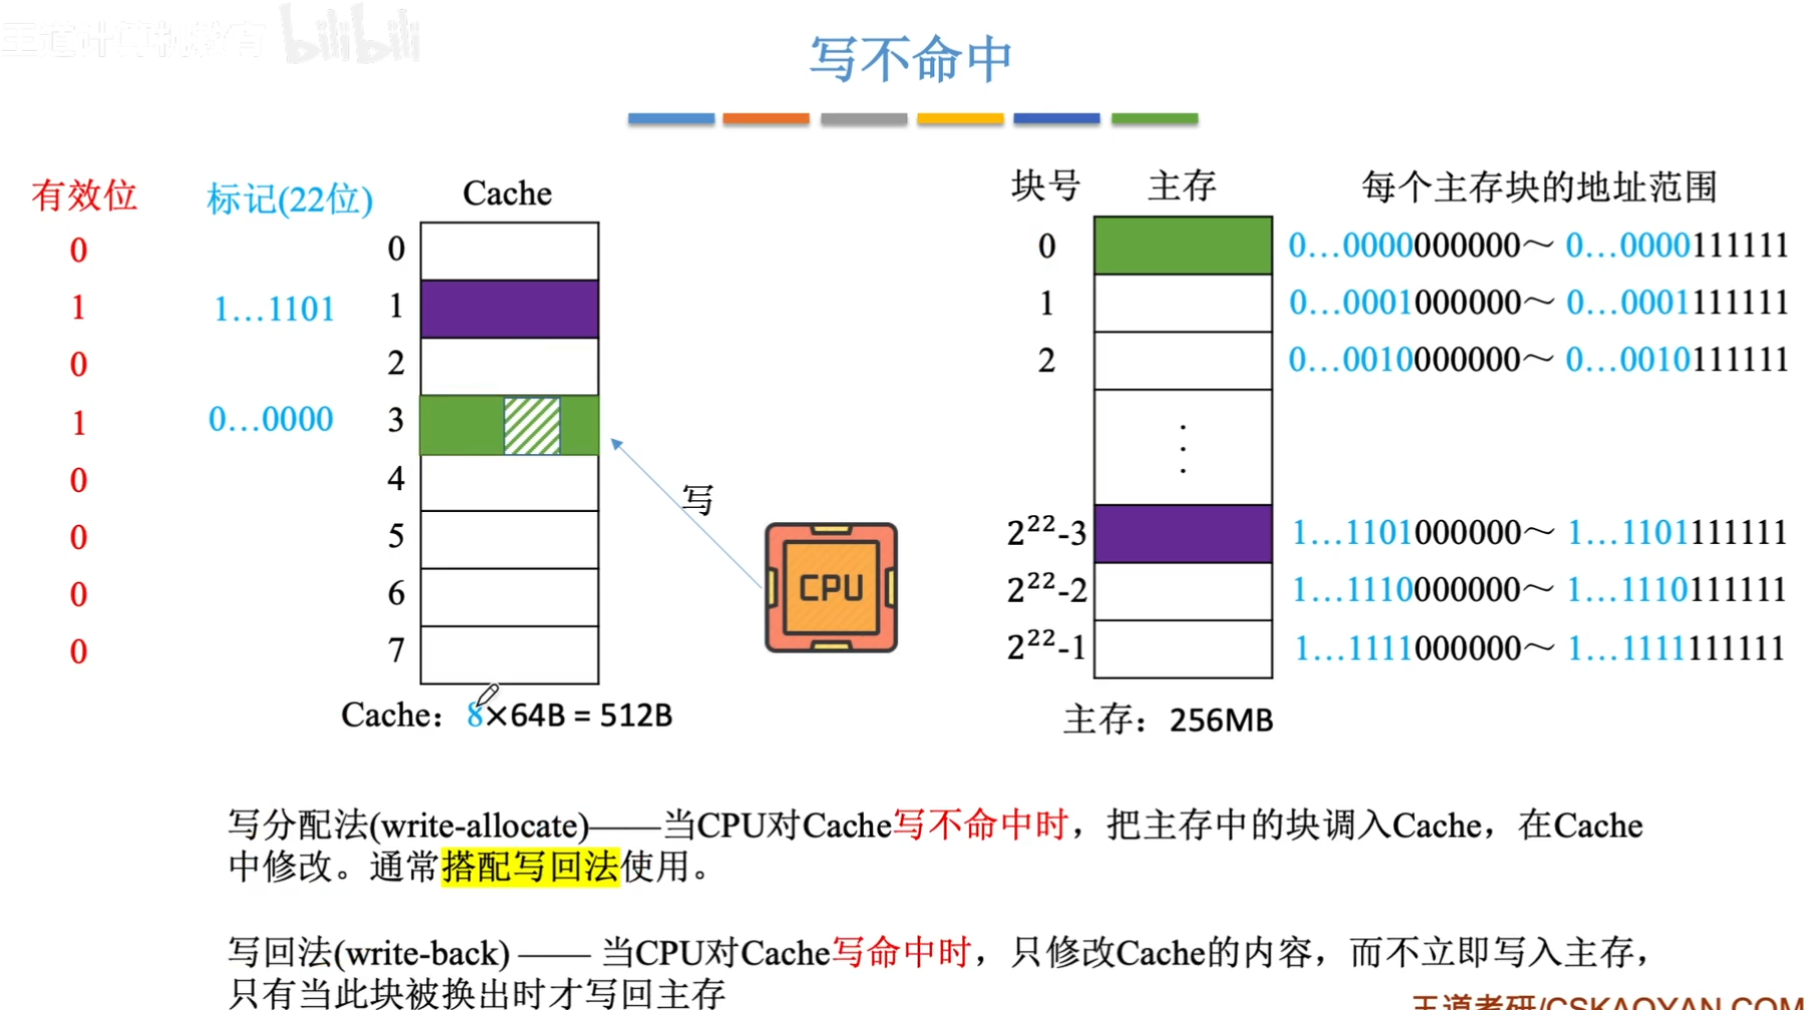 王道计算机教育 bilibili
写不命中
有效位 标记(22位) Cache 块号 主存 每个主存块的地址范围
0 0 0 0…0000000000～ 0…0000111111
1 1…1101 1 1 0…0001000000～ 0…0001111111
0 2 2 0…0010000000～ 0…0010111111
1 0…0000 3
写
0 4
0 5 2²²-3 1…1101000000～ 1…1101111111
CPU
0 6 2²²-2 1…1110000000～ 1…1110111111
0 7 2²²-1 1…1111000000～ 1…1111111111
Cache：8×64B = 512B 主存：256MB
写分配法(write-allocate)——当CPU对Cache写不命中时，把主存中的块调入Cache，在Cache
中修改。通常搭配写回法使用。
写回法(write-back) —— 当CPU对Cache写命中时，只修改Cache的内容，而不立即写入主存，
只有当此块被换出时才写回主存
王道考研/CSKAOYAN.COM